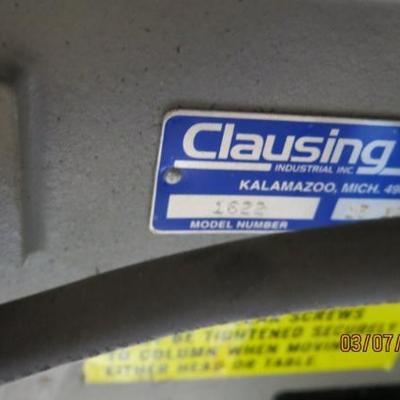 Clausing
INDUSTRIAL INC
KALAMAZOO, MICH. 49
1622
MODEL NUMBER
SCREWS
BE TIGHTENED SECURELY
TO COLUMN WHEN MOVING
EITHER HEAD OR TABLE
03/07/